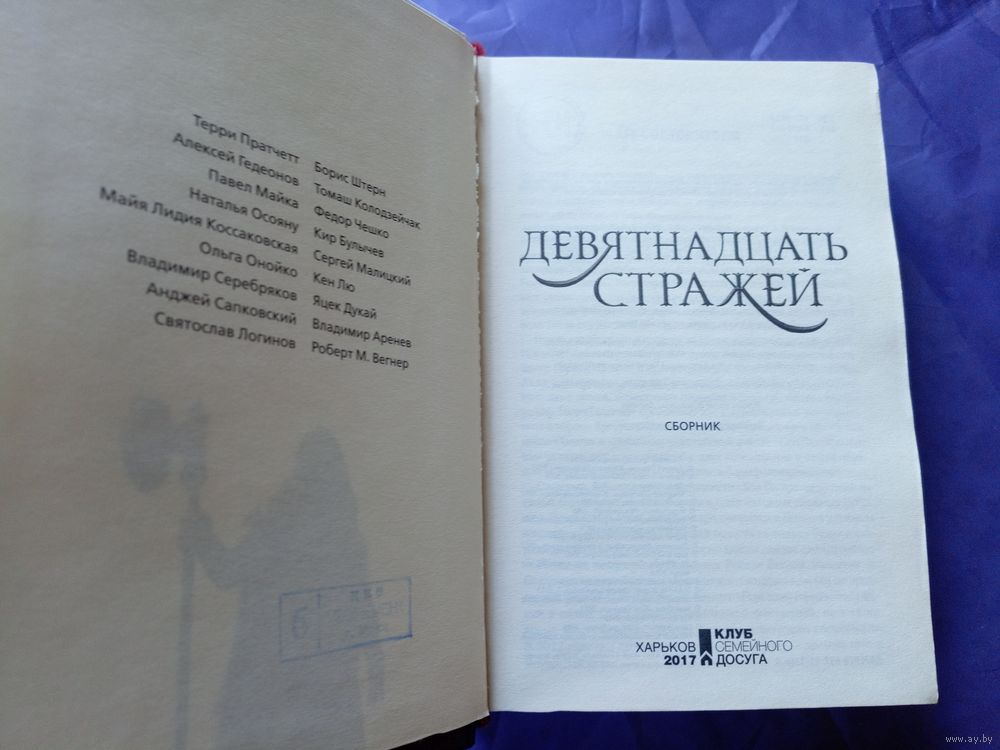 Терри Пратчетт
Алексей Гедеонов
Павел Майка
Наталья Осояну
Майя Лидия Коссаковская
Ольга Онойко
Владимир Серебряков
Анджей Сапковский
Святослав Логинов
Борис Штерн
Томаш Колодзейчак
Федор Чешко
Кир Булычев
Сергей Малицкий
Кен Лю
Яцек Дукай
Владимир Аренев
Роберт М. Вегнер
ДЕВЯТНАДЦАТЬ
СТРАЖЕЙ
СБОРНИК
ХАРЬКОВ
2017
КЛУБ
СЕМЕЙНОГО
ДОСУГА
www.ay.by